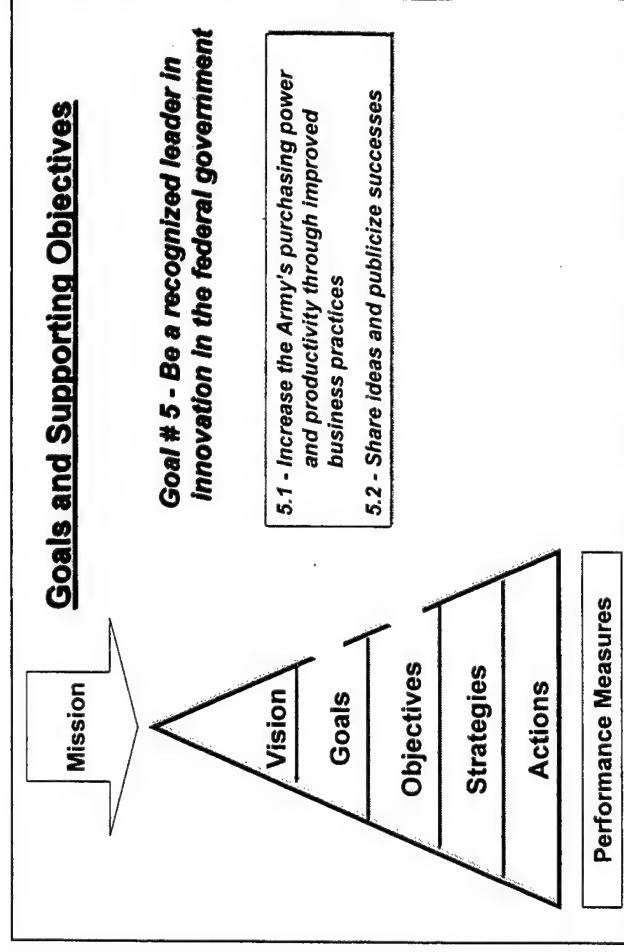 Goals and Supporting Objectives
Mission
Vision
Goals
Objectives
Strategies
Actions
Performance Measures
Goal # 5 - Be a recognized leader in
innovation in the federal government
5.1 - Increase the Army's purchasing power
and productivity through improved
business practices
5.2 - Share ideas and publicize successes